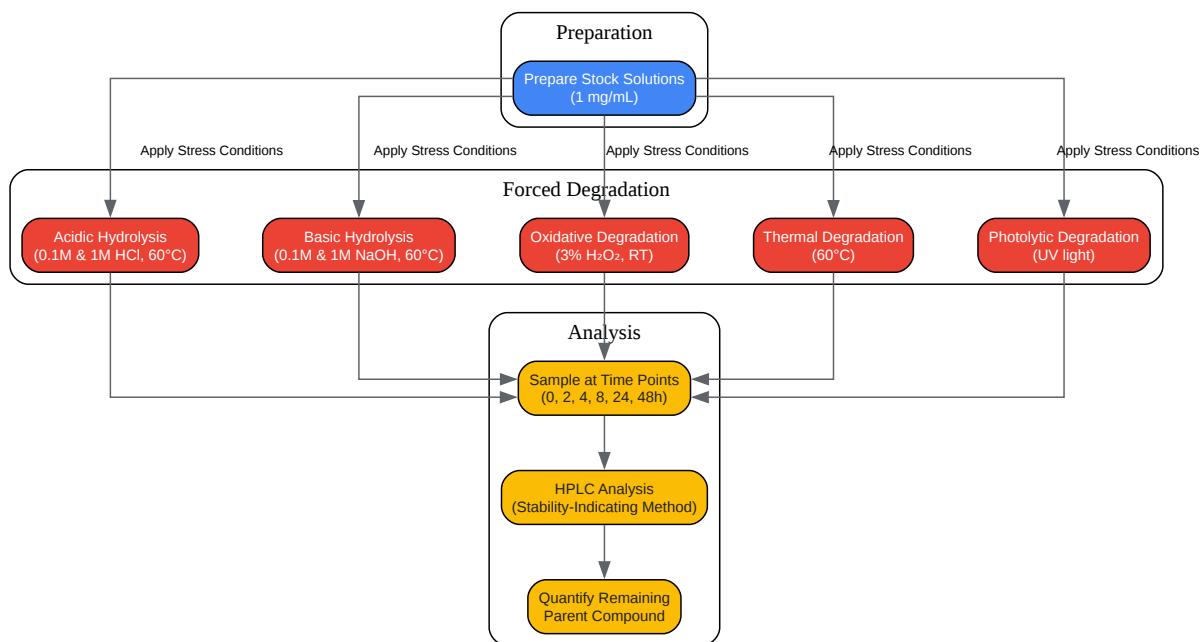 Preparation
Prepare Stock Solutions
(1 mg/mL)
Apply Stress Conditions
Apply Stress Conditions
Apply Stress Conditions
Apply Stress Conditions
Apply Stress Conditions
Forced Degradation
Acidic Hydrolysis
(0.1M & 1M HCl, 60°C)
Basic Hydrolysis
(0.1M & 1M NaOH, 60°C)
Oxidative Degradation
(3% H₂O₂, RT)
Thermal Degradation
(60°C)
Photolytic Degradation
(UV light)
Analysis
Sample at Time Points
(0, 2, 4, 8, 24, 48h)
HPLC Analysis
(Stability-Indicating Method)
Quantify Remaining
Parent Compound